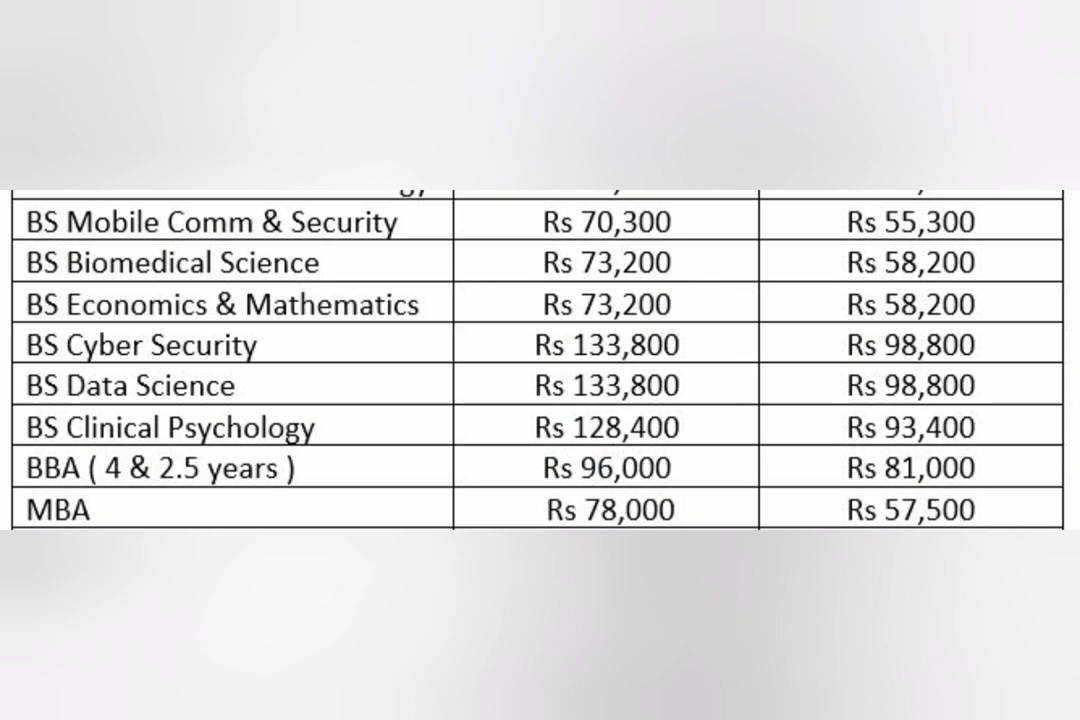 BS Mobile Comm & Security Rs 70,300 Rs 55,300
BS Biomedical Science Rs 73,200 Rs 58,200
BS Economics & Mathematics Rs 73,200 Rs 58,200
BS Cyber Security Rs 133,800 Rs 98,800
BS Data Science Rs 133,800 Rs 98,800
BS Clinical Psychology Rs 128,400 Rs 93,400
BBA ( 4 & 2.5 years ) Rs 96,000 Rs 81,000
MBA Rs 78,000 Rs 57,500